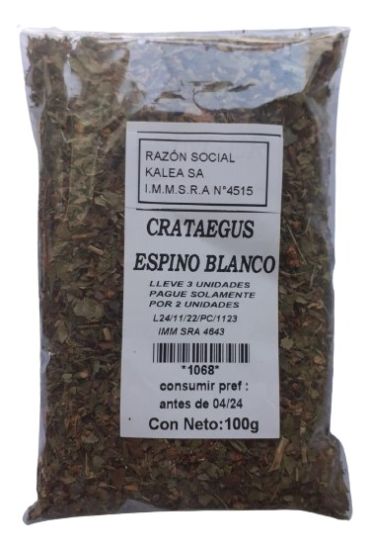 RAZÓN SOCIAL
KALEA SA
I.M.M.S.R.A N°4515
CRATAEGUS
ESPINO BLANCO
LLEVE 3 UNIDADES
PAGUE SOLAMENTE
POR 2 UNIDADES
L24/11/22/PC/1123
IMM SRA 4643
*1068*
consumir pref :
antes de 04/24
Con Neto:100g